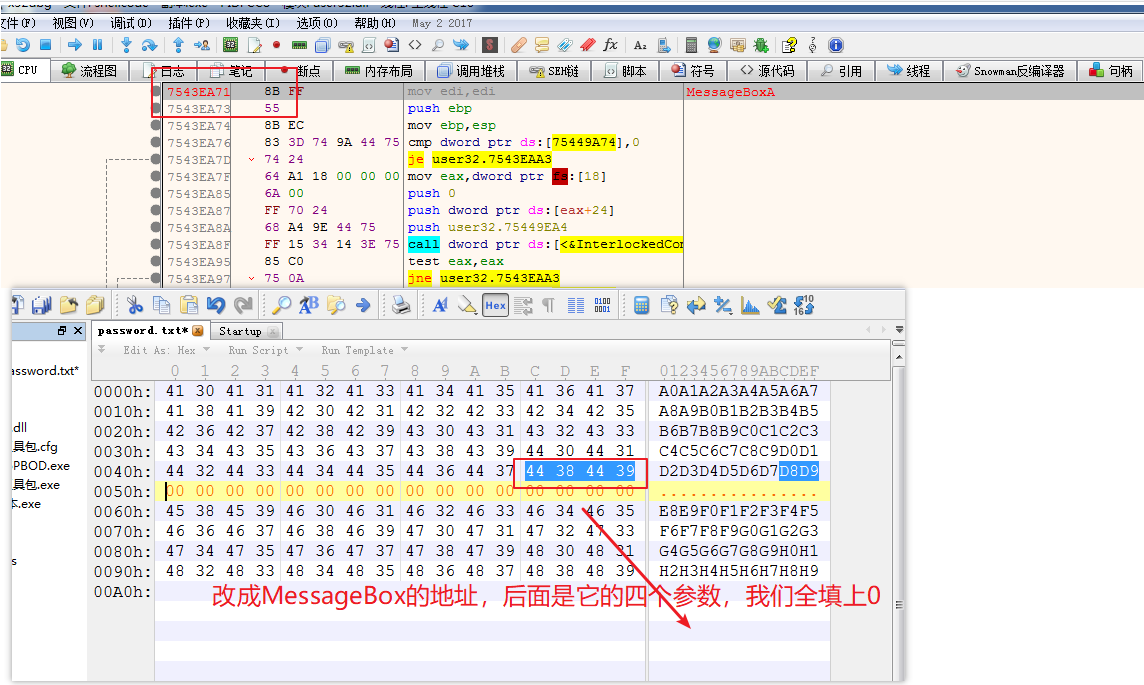 文件(F) 视图(V) 调试(D) 插件(P) 收藏夹(I) 选项(O) 帮助(H) May 2 2017
CPU 流程图 日志 笔记 断点 内存布局 调用堆栈 SEH链 脚本 符号 源代码 引用 线程 Snowman反编译器 句柄
7543EA71 8B FF mov edi,edi MessageBoxA
7543EA73 55 push ebp
7543EA74 8B EC mov ebp,esp
7543EA76 83 3D 74 9A 44 75 cmp dword ptr ds:[75449A74],0
7543EA7D 74 24 je user32.7543EAA3
7543EA7F 64 A1 18 00 00 00 mov eax,dword ptr fs:[18]
7543EA85 6A 00 push 0
7543EA87 FF 70 24 push dword ptr ds:[eax+24]
7543EA8A 68 A4 9E 44 75 push user32.75449EA4
7543EA8F FF 15 34 14 3E 75 call dword ptr ds:[<&InterlockedCom
7543EA95 85 C0 test eax,eax
7543EA97 75 0A jne user32.7543EAA3
Hex
password.txt* Startup
Edit As: Hex Run Script Run Template
0 1 2 3 4 5 6 7 8 9 A B C D E F 0123456789ABCDEF
assword.txt*
0000h: 41 30 41 31 41 32 41 33 41 34 41 35 41 36 41 37 A0A1A2A3A4A5A6A7
0010h: 41 38 41 39 42 30 42 31 42 32 42 33 42 34 42 35 A8A9B0B1B2B3B4B5
.dll
0020h: 42 36 42 37 42 38 42 39 43 30 43 31 43 32 43 33 B6B7B8B9C0C1C2C3
具包.cfg
0030h: 43 34 43 35 43 36 43 37 43 38 43 39 44 30 44 31 C4C5C6C7C8C9D0D1
PBOD.exe
0040h: 44 32 44 33 44 34 44 35 44 36 44 37 44 38 44 39 D2D3D4D5D6D7D8D9
具包.exe
0050h: 00 00 00 00 00 00 00 00 00 00 00 00 00 00 00 00 ................
本.exe
0060h: 45 38 45 39 46 30 46 31 46 32 46 33 46 34 46 35 E8E9F0F1F2F3F4F5
0070h: 46 36 46 37 46 38 46 39 47 30 47 31 47 32 47 33 F6F7F8F9G0G1G2G3
0080h: 47 34 47 35 47 36 47 37 47 38 47 39 48 30 48 31 G4G5G6G7G8G9H0H1
s
0090h: 48 32 48 33 48 34 48 35 48 36 48 37 48 38 48 39 H2H3H4H5H6H7H8H9
00A0h:
改成MessageBox的地址，后面是它的四个参数，我们全填上0